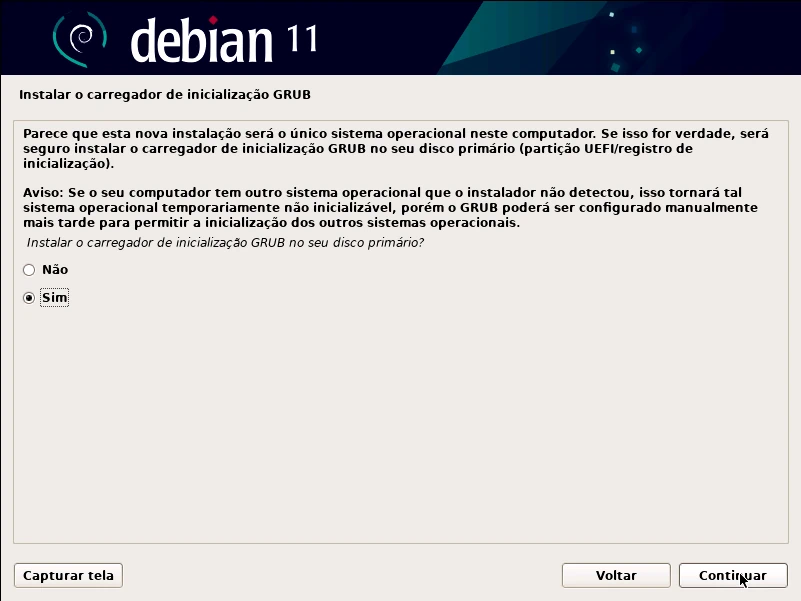 debian 11
Instalar o carregador de inicialização GRUB
Parece que esta nova instalação será o único sistema operacional neste computador. Se isso for verdade, será
seguro instalar o carregador de inicialização GRUB no seu disco primário (partição UEFI/registro de
inicialização).
Aviso: Se o seu computador tem outro sistema operacional que o instalador não detectou, isso tornará tal
sistema operacional temporariamente não inicializável, porém o GRUB poderá ser configurado manualmente
mais tarde para permitir a inicialização dos outros sistemas operacionais.
Instalar o carregador de inicialização GRUB no seu disco primário?
Não
Sim
Capturar tela
Voltar
Continuar